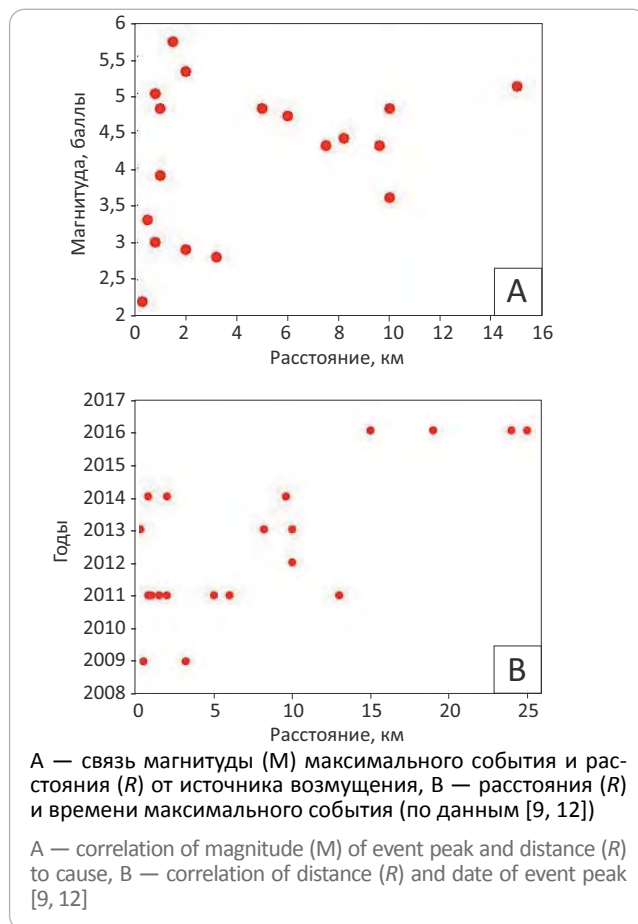 6
5,5
5
4,5
4
3,5
3
2,5
2
Магнитуда, баллы
A
0 2 4 6 8 10 12 14 16
Расстояние, км
2017
2016
2015
2014
2013
2012
2011
2010
2009
2008
Годы
B
0 5 10 15 20 25
Расстояние, км
A — связь магнитуды (M) максимального события и рас-
стояния (R) от источника возмущения, B — расстояния (R)
и времени максимального события (по данным [9, 12])
A — correlation of magnitude (M) of event peak and distance (R)
to cause, B — correlation of distance (R) and date of event peak
[9, 12]